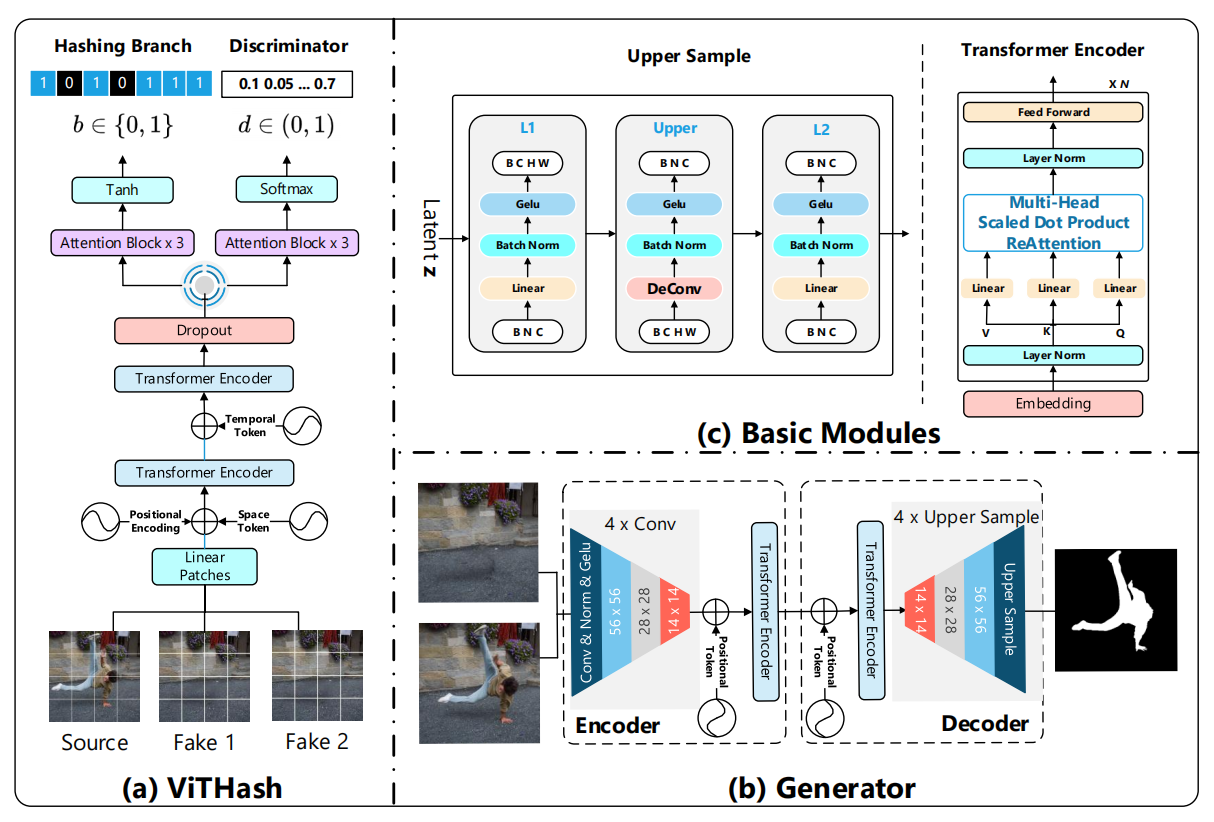 Hashing Branch
Discriminator
1 0 1 0 1 1 1
0.1 0.05 ... 0.7
b ∈ {0, 1}
d ∈ (0, 1)
Tanh
Softmax
Attention Block x 3
Attention Block x 3
Dropout
Transformer Encoder
Temporal
Token
Transformer Encoder
Positional
Encoding
Space
Token
Linear
Patches
Source
Fake 1
Fake 2
(a) ViTHash
Upper Sample
Latent z
L1
B C H W
Gelu
Batch Norm
Linear
B N C
Upper
B N C
Gelu
Batch Norm
DeConv
B C H W
L2
B N C
Gelu
Batch Norm
Linear
B N C
Transformer Encoder
X N
Feed Forward
Layer Norm
Multi-Head
Scaled Dot Product
ReAttention
Linear
Linear
Linear
V
K
Q
Layer Norm
Embedding
(c) Basic Modules
4 x Conv
Conv & Norm & Gelu
56 x 56
28 x 28
14 x 14
Positional
Token
Transformer Encoder
Encoder
Positional
Token
Transformer Encoder
4 x Upper Sample
14 x 14
28 x 28
56 x 56
Upper Sample
Decoder
(b) Generator